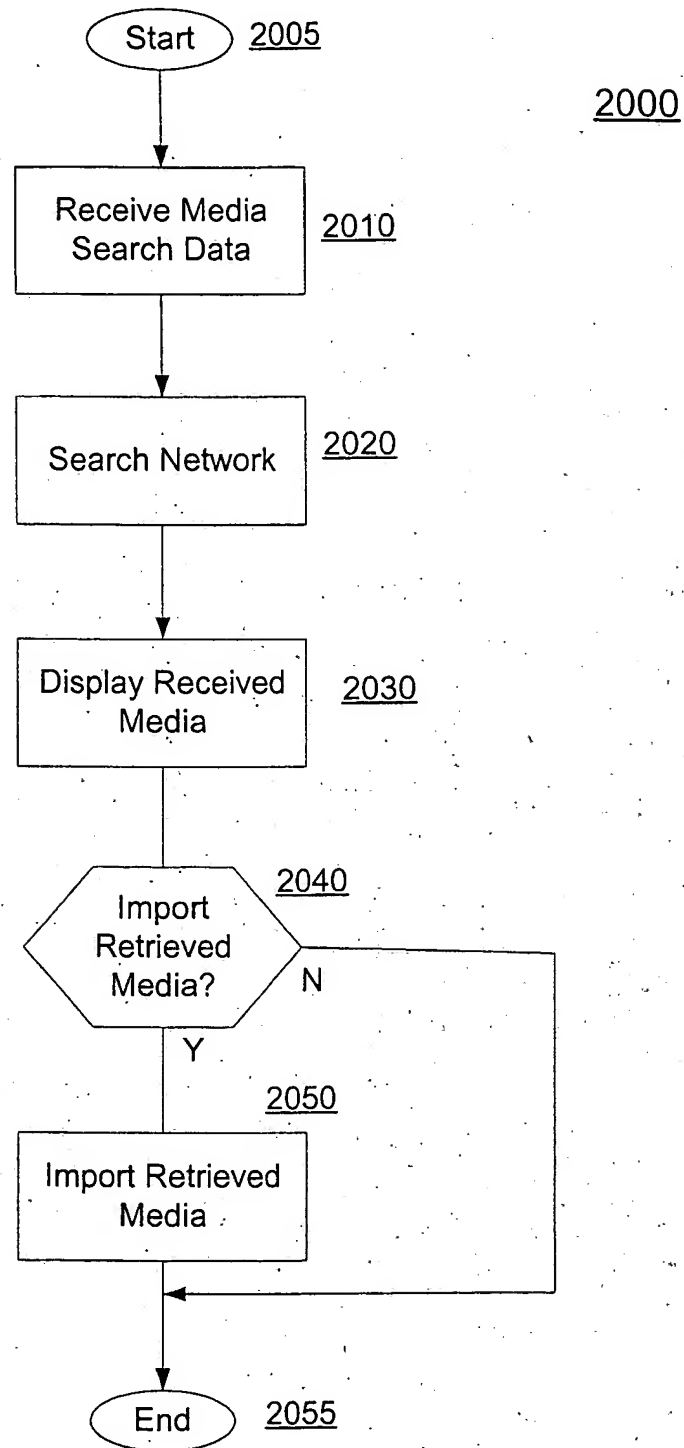 Start 2005
2000
Receive Media
Search Data
2010
Search Network
2020
Display Received
Media
2030
2040
Import
Retrieved
Media?
N
Y
2050
Import Retrieved
Media
End 2055